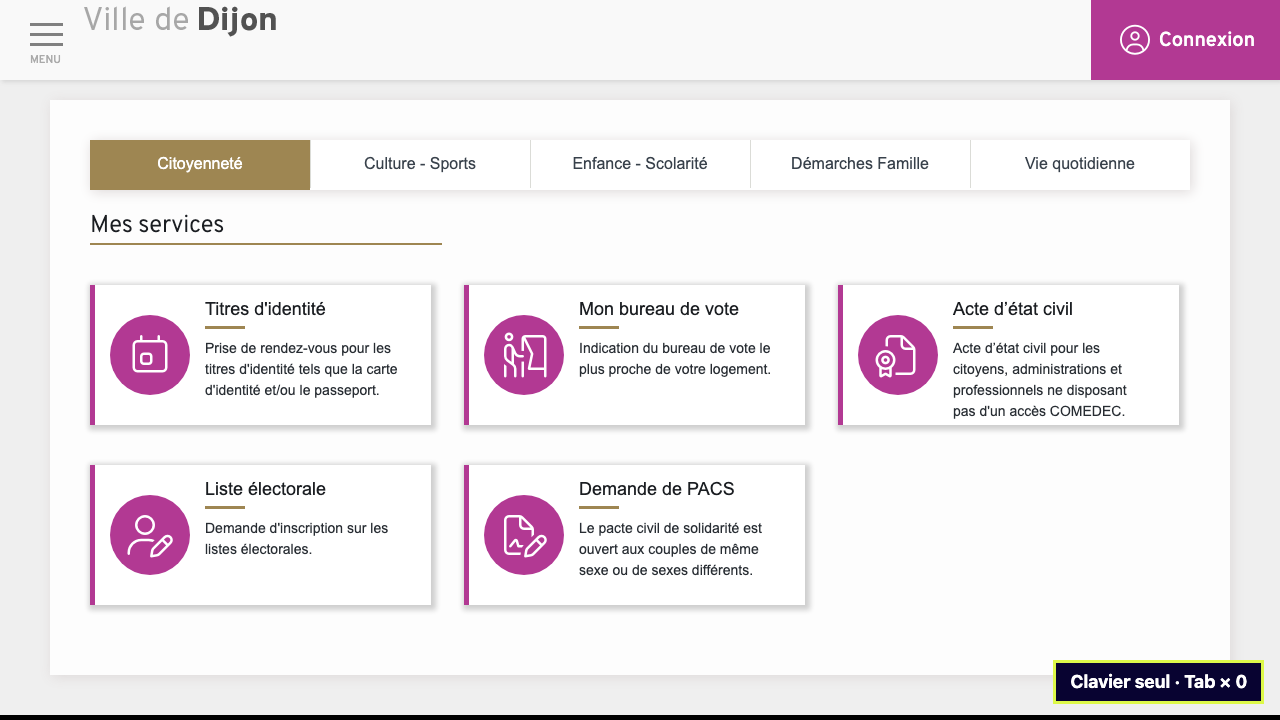 Ville de Dijon
MENU
Connexion
Citoyenneté
Culture - Sports
Enfance - Scolarité
Démarches Famille
Vie quotidienne
Mes services
Titres d'identité
Prise de rendez-vous pour les
titres d'identité tels que la carte
d'identité et/ou le passeport.
Mon bureau de vote
Indication du bureau de vote le
plus proche de votre logement.
Acte d’état civil
Acte d’état civil pour les
citoyens, administrations et
professionnels ne disposant
pas d'un accès COMEDEC.
Liste électorale
Demande d'inscription sur les
listes électorales.
Demande de PACS
Le pacte civil de solidarité est
ouvert aux couples de même
sexe ou de sexes différents.
Clavier seul · Tab × 0